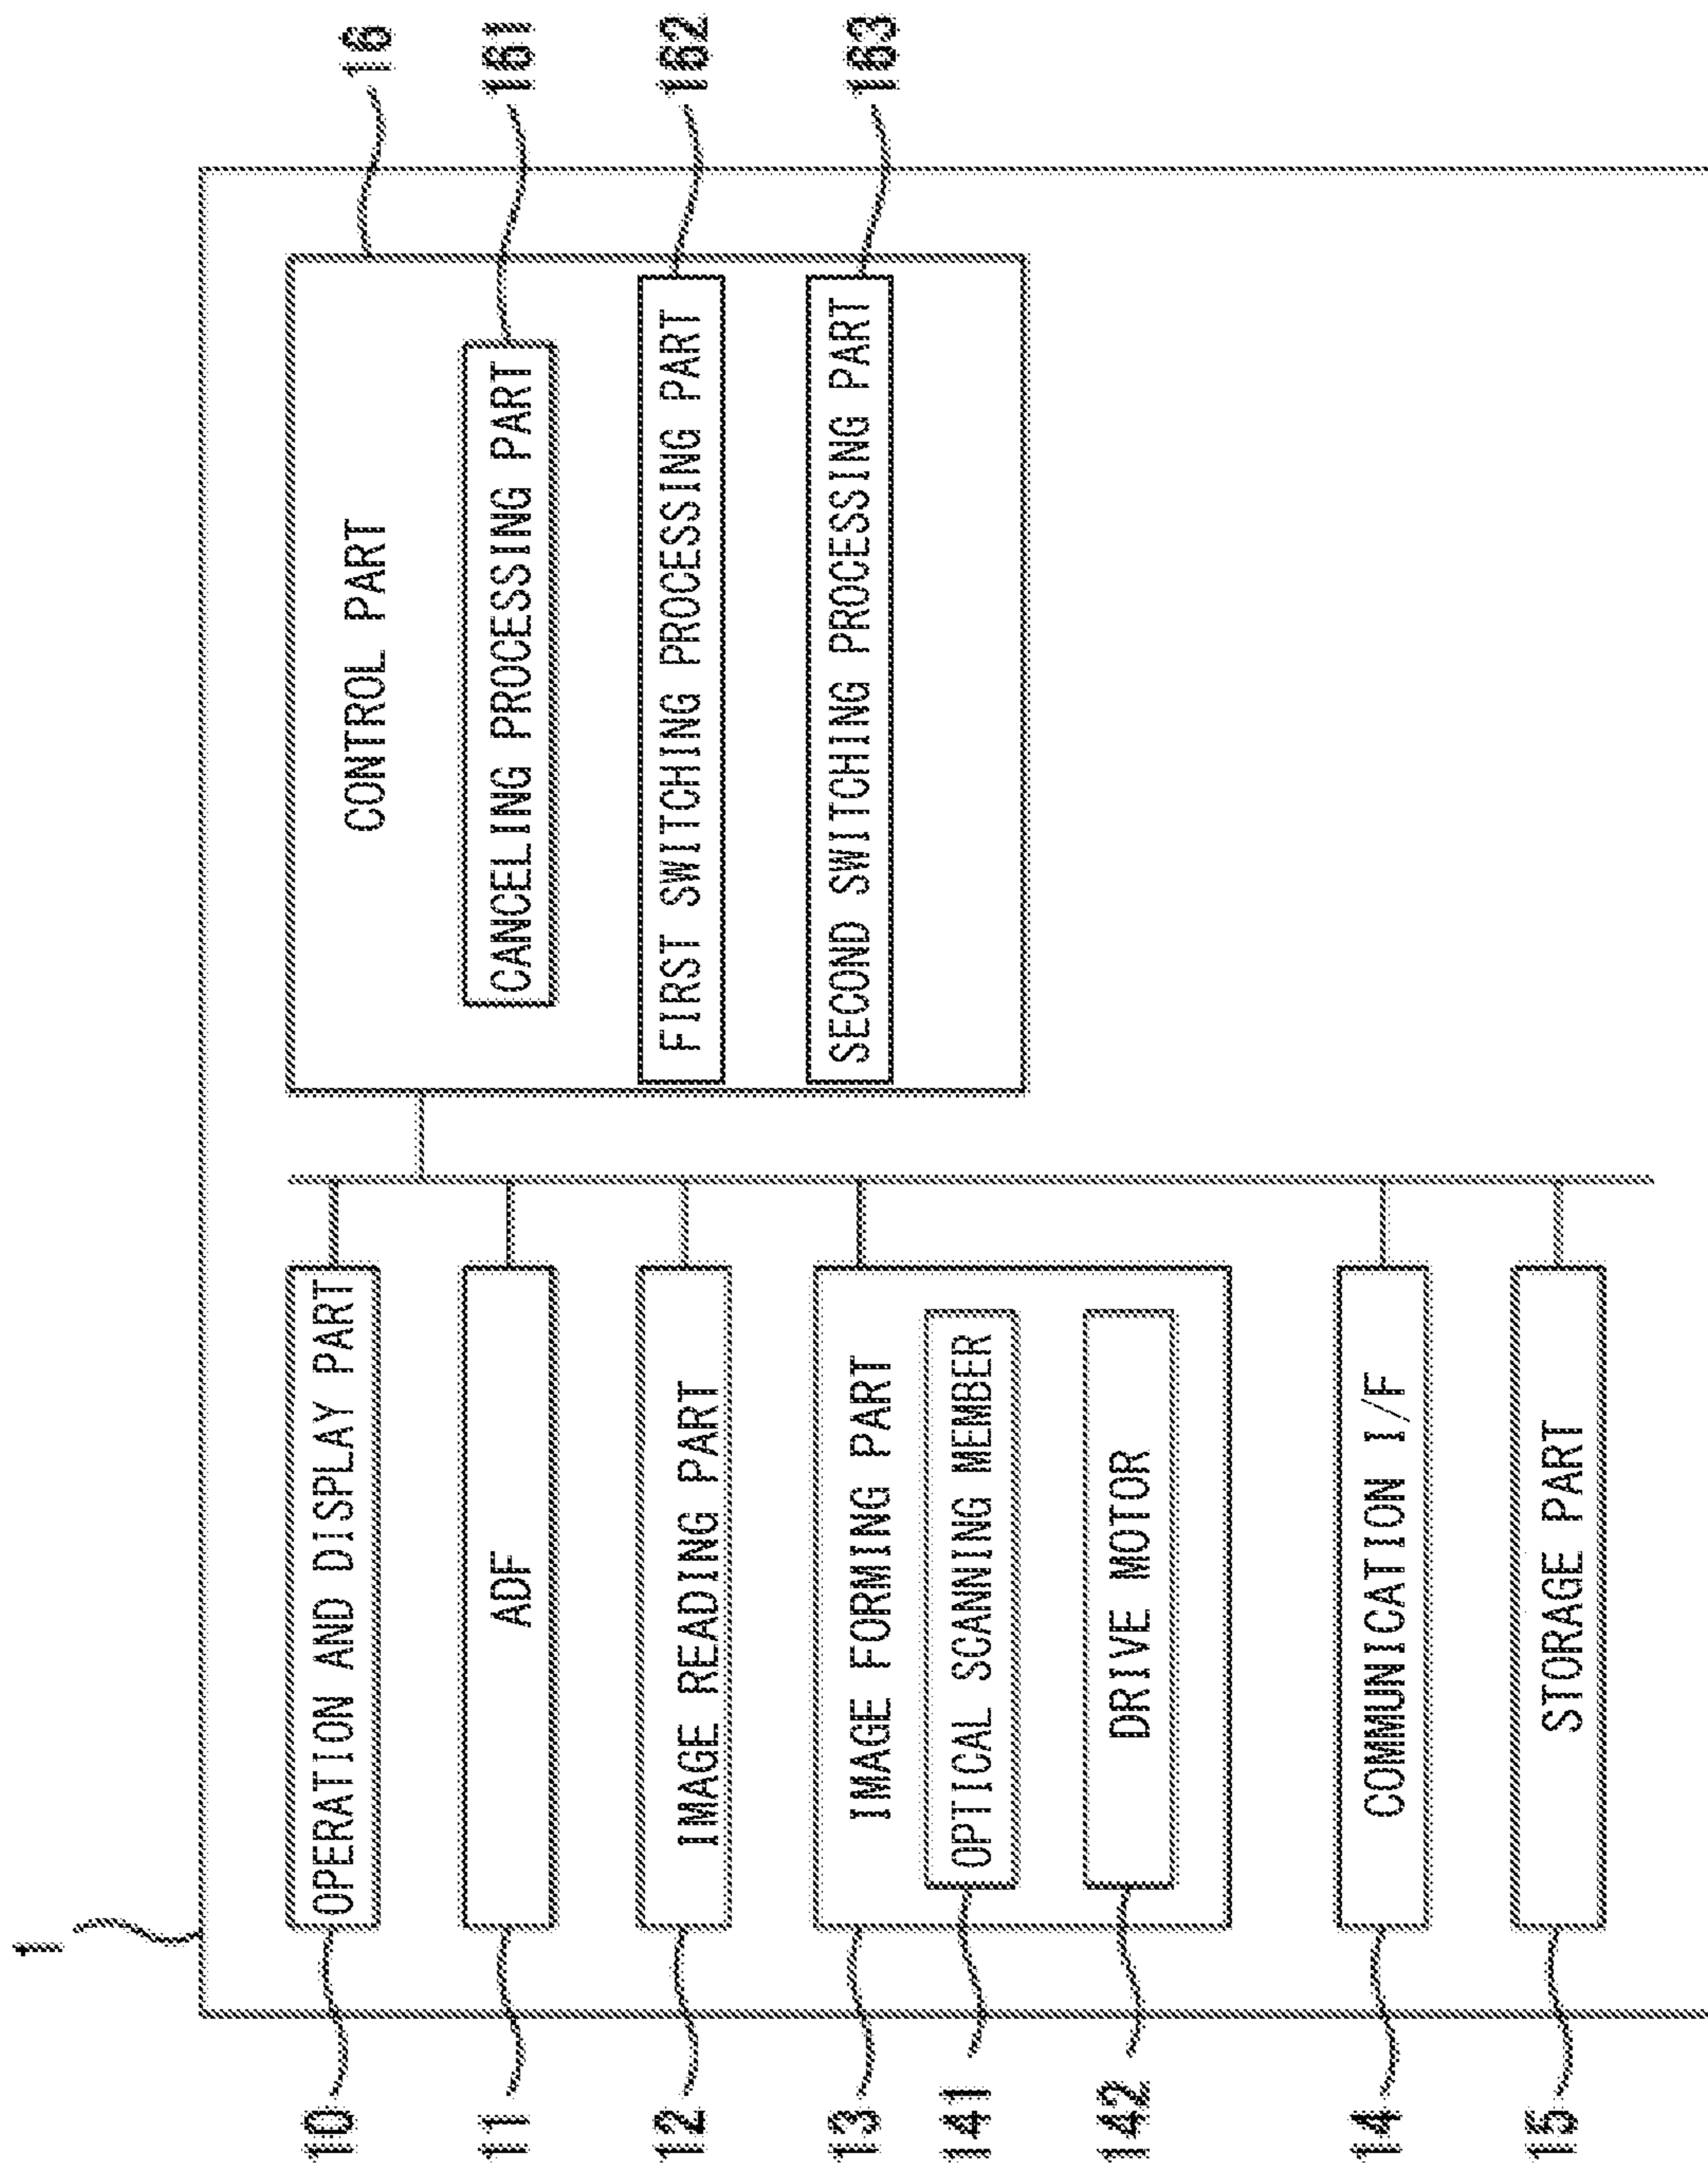 1
10
OPERATION AND DISPLAY PART
11
ADF
12
IMAGE READING PART
13
IMAGE FORMING PART
141
OPTICAL SCANNING MEMBER
142
DRIVE MOTOR
14
COMMUNICATION I/F
15
STORAGE PART
CONTROL PART
16
CANCELING PROCESSING PART
161
FIRST SWITCHING PROCESSING PART
162
SECOND SWITCHING PROCESSING PART
163